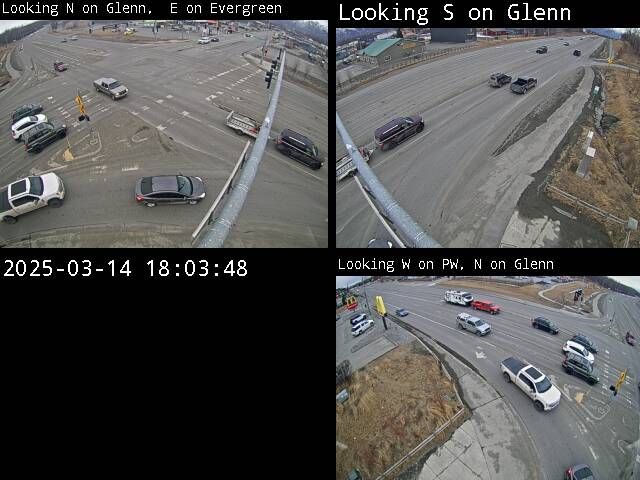 Looking N on Glenn,  E on Evergreen
Looking S on Glenn
2025-03-14 18:03:48
Looking W on PW, N on Glenn